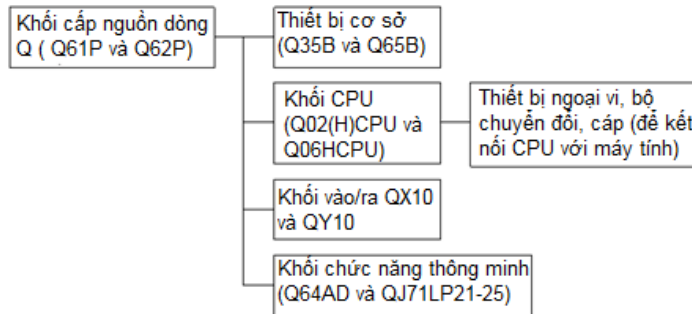 Khối cấp nguồn dòng
Q ( Q61P và Q62P)
Thiết bị cơ sở
(Q35B và Q65B)
Khối CPU
(Q02(H)CPU và
Q06HCPU)
Thiết bị ngoại vi, bộ
chuyển đổi, cáp (để kết
nối CPU với máy tính)
Khối vào/ra QX10
và QY10
Khối chức năng thông minh
(Q64AD và QJ71LP21-25)